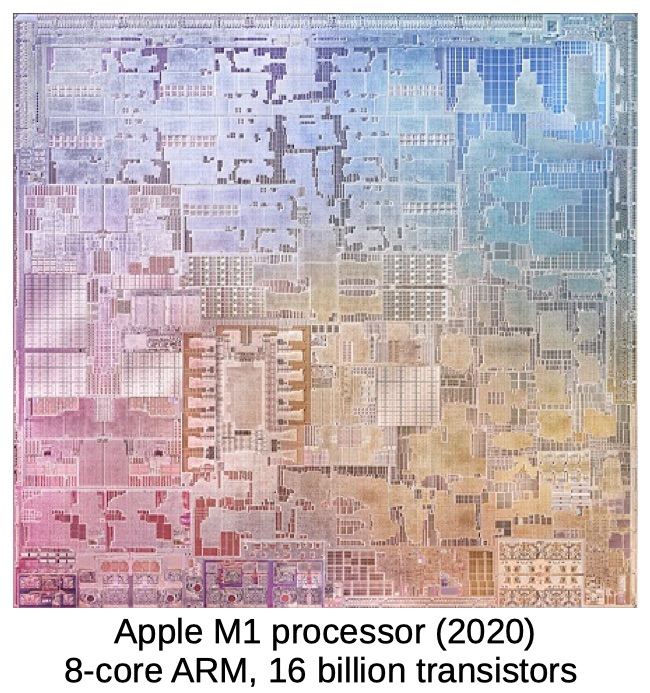 Apple M1 processor (2020)
8-core ARM, 16 billion transistors